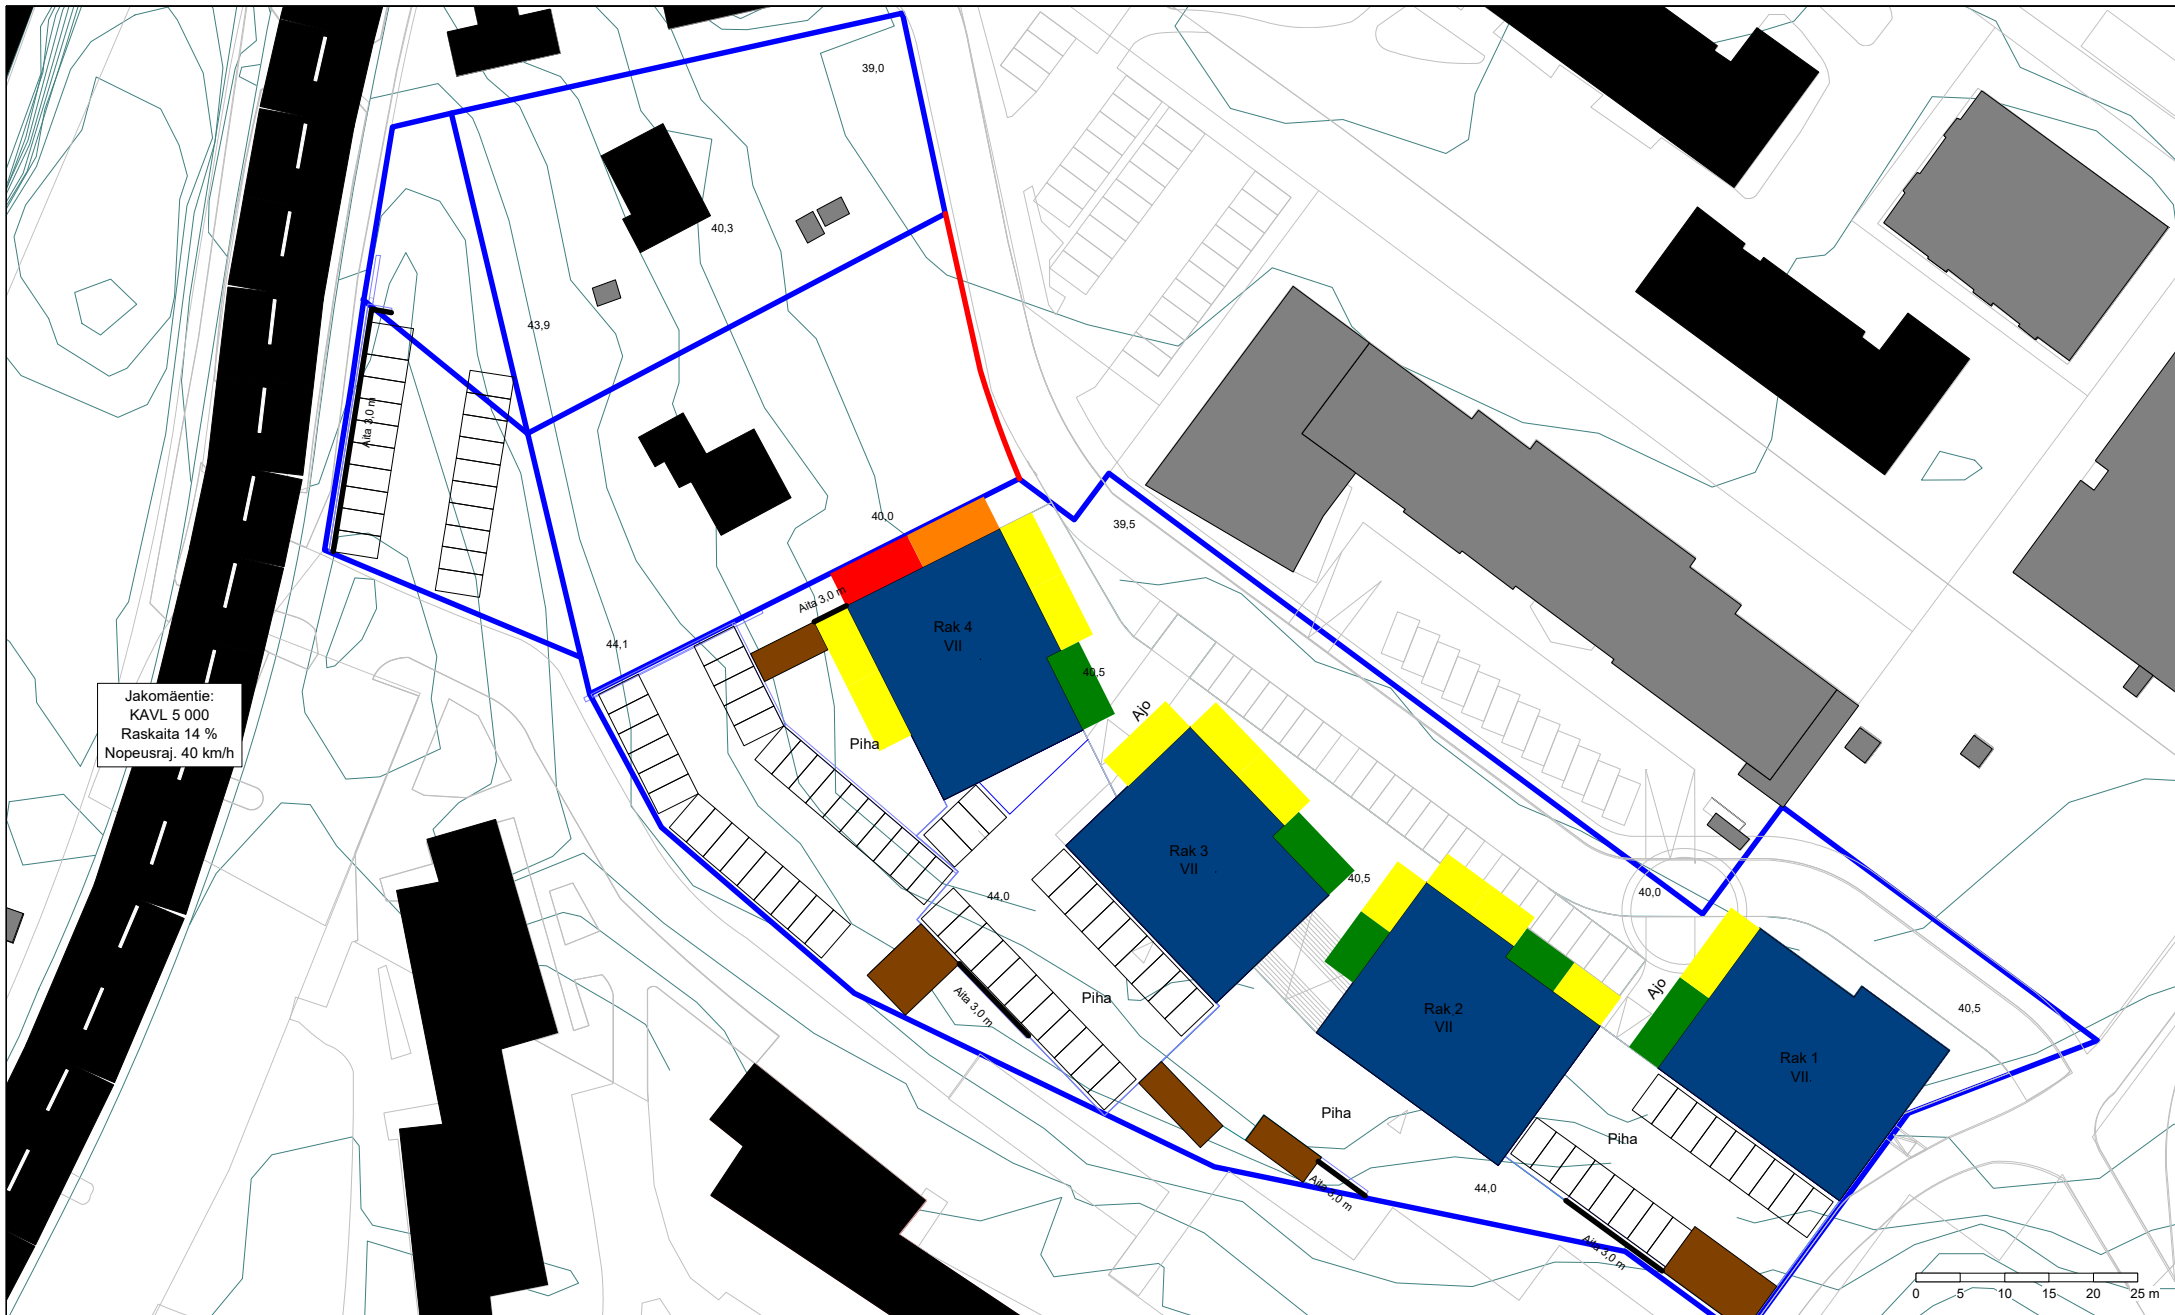 39,0
40,3
43,9
Aita 3,0 m
40,0
39,5
Aita 3,0 m
Rak 4
VII
44,1
40,5
Jakomäentie:
KAVL 5 000
Raskaita 14 %
Nopeusraj. 40 km/h
Ajo
Piha
Rak 3
VII
40,5
44,0
40,0
Ajo
Aita 3,0 m
Piha
Rak 2
VII
40,5
Rak 1
VII
Piha
Piha
44,0
Aita 3,0 m
Aita 3,0 m
0 5 10 15 20 25 m